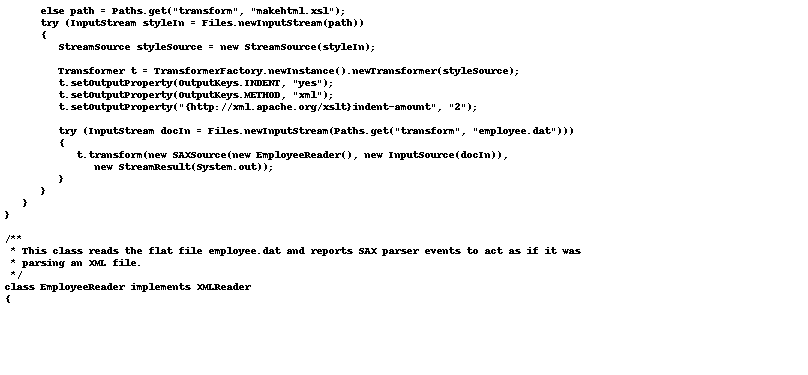 else path = Paths.get("transform", "makehtml.xsl");
try (InputStream styleIn = Files.newInputStream(path))
{
StreamSource styleSource = new StreamSource(styleIn);
Transformer t = TransformerFactory.newInstance().newTransformer(styleSource);
t.setOutputProperty(OutputKeys.INDENT, "yes");
t.setOutputProperty(OutputKeys.METHOD, "xml");
t.setOutputProperty("{http://xml.apache.org/xslt}indent-amount", "2");
try (InputStream docIn = Files.newInputStream(Paths.get("transform", "employee.dat")))
{
t.transform(new SAXSource(new EmployeeReader(), new InputSource(docIn)),
new StreamResult(System.out));
}
}
}
}
/**
* This class reads the flat file employee.dat and reports SAX parser events to act as if it was
* parsing an XML file.
*/
class EmployeeReader implements XMLReader
{